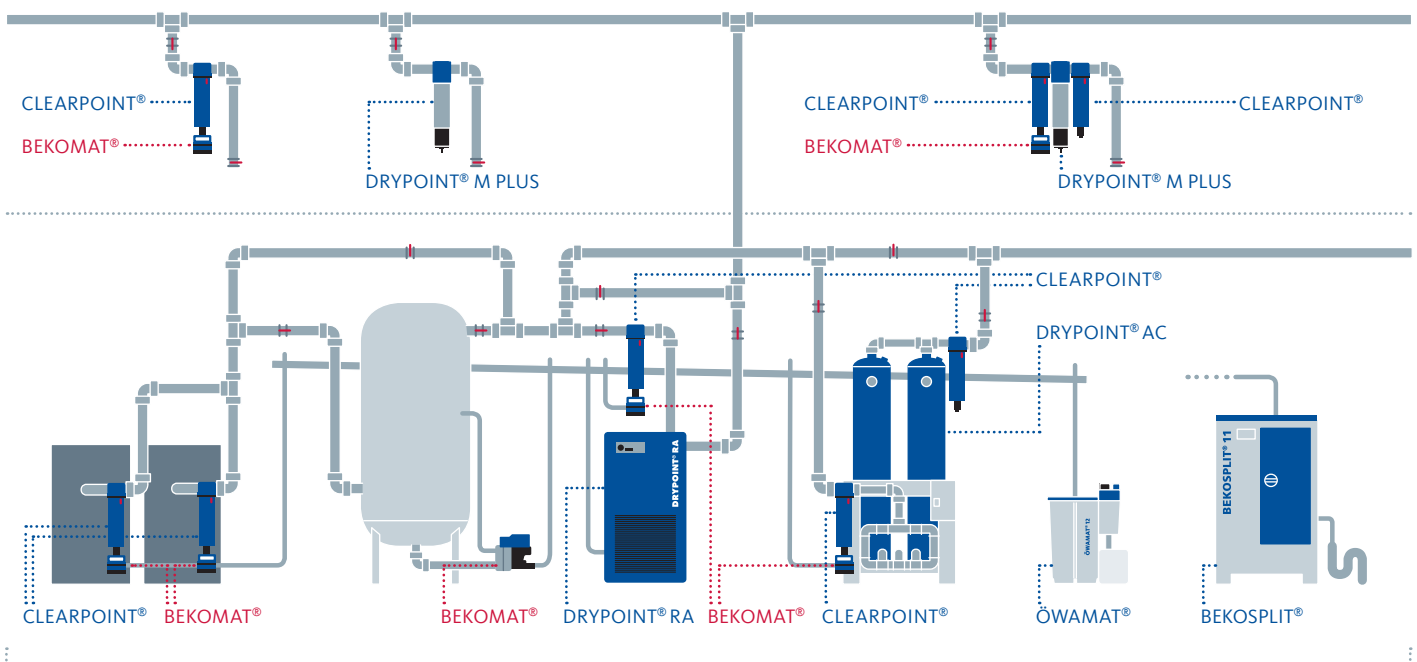 CLEARPOINT®
BEKOMAT®
DRYPOINT® M PLUS
CLEARPOINT®
CLEARPOINT®
BEKOMAT®
DRYPOINT® M PLUS
CLEARPOINT®
DRYPOINT® AC
DRYPOINT® RA
BEKOSPLIT® 11
ÖWAMAT® 12
CLEARPOINT®
BEKOMAT®
BEKOMAT®
DRYPOINT® RA
BEKOMAT®
CLEARPOINT®
ÖWAMAT®
BEKOSPLIT®